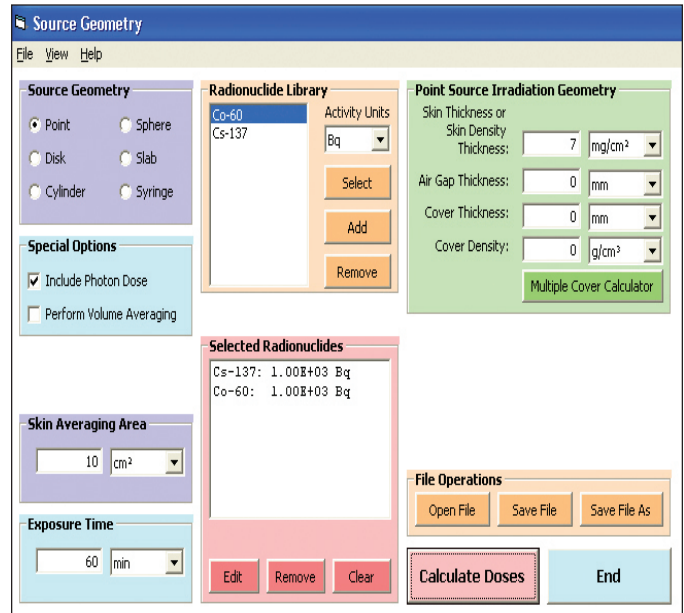 Source Geometry
File View Help
Source Geometry
Point Sphere
Disk Slab
Cylinder Syringe
Special Options
Include Photon Dose
Perform Volume Averaging
Skin Averaging Area
10 cm²
Exposure Time
60 min
Radionuclide Library
Co-60
Cs-137
Activity Units
Bq
Select
Add
Remove
Selected Radionuclides
Cs-137: 1.00E+03 Bq
Co-60: 1.00E+03 Bq
Edit Remove Clear
Point Source Irradiation Geometry
Skin Thickness or
Skin Density
Thickness: 7 mg/cm²
Air Gap Thickness: 0 mm
Cover Thickness: 0 mm
Cover Density: 0 g/cm³
Multiple Cover Calculator
File Operations
Open File Save File Save File As
Calculate Doses End